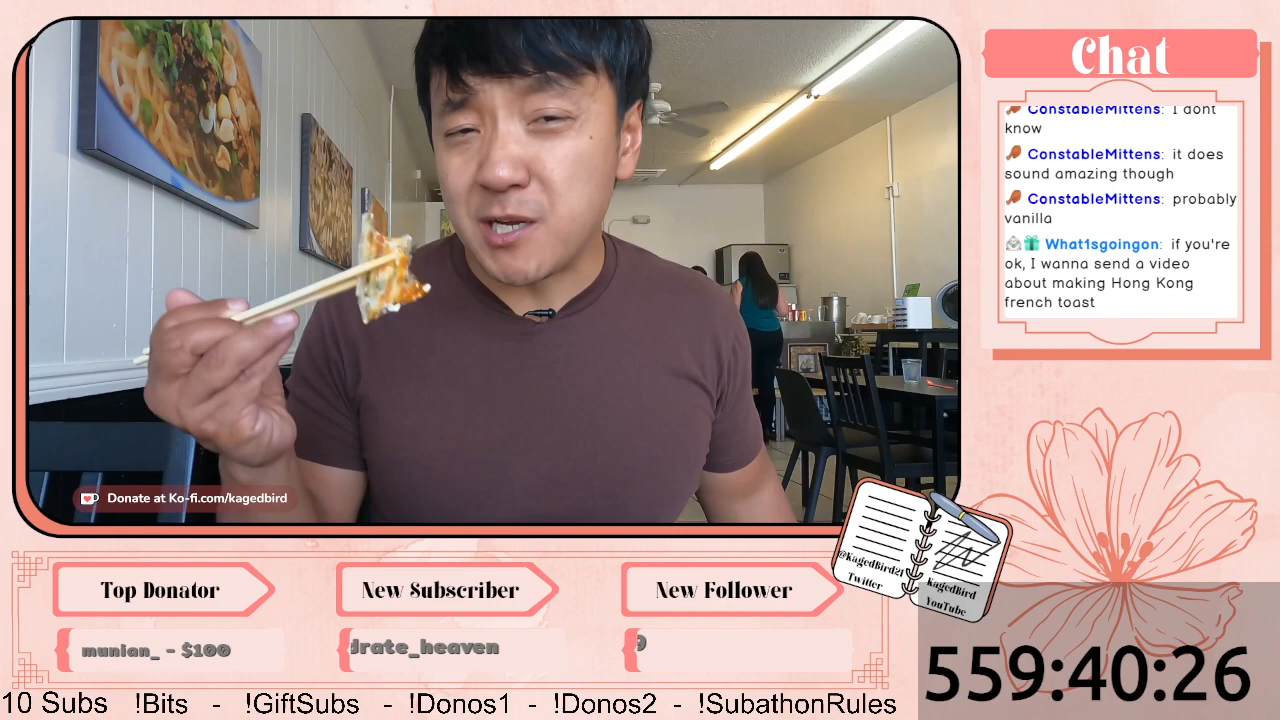 Chat
ConstableMittens: I dont
know
ConstableMittens: it does
sound amazing though
ConstableMittens: probably
vanilla
What1sgoingon: if you're
ok, I wanna send a video
about making Hong Kong
french toast
Donate at Ko-fi.com/kagedbird
@KagedBird21
Twitter
KagedBird
YouTube
Top Donator
New Subscriber
New Follower
munian_ - $100
drate_heaven
9
559:40:26
10 Subs !Bits - !GiftSubs - !Donos1 - !Donos2 - !SubathonRules